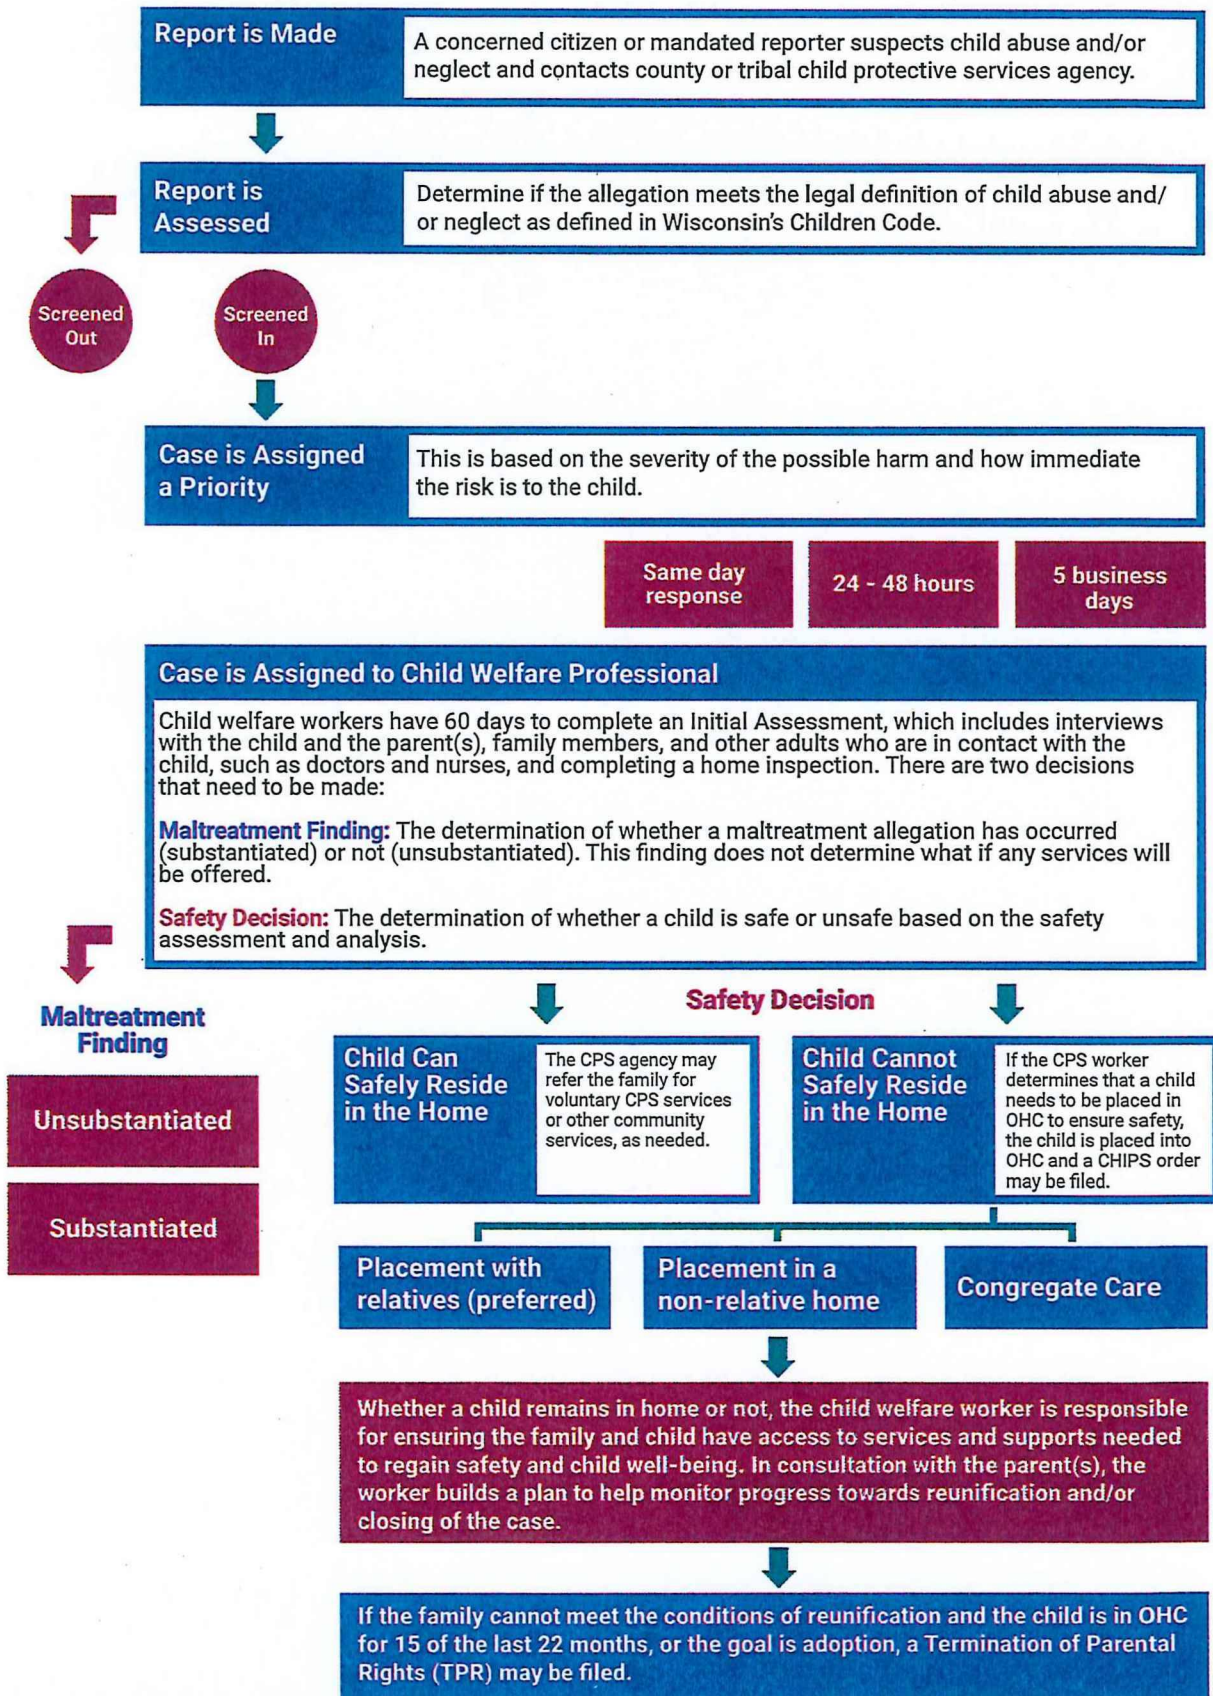 Report is Made
A concerned citizen or mandated reporter suspects child abuse and/or
neglect and contacts county or tribal child protective services agency.
Report is
Assessed
Determine if the allegation meets the legal definition of child abuse and/
or neglect as defined in Wisconsin's Children Code.
Screened
Out
Screened
In
Case is Assigned
a Priority
This is based on the severity of the possible harm and how immediate
the risk is to the child.
Same day
response
24 - 48 hours
5 business
days
Case is Assigned to Child Welfare Professional
Child welfare workers have 60 days to complete an Initial Assessment, which includes interviews
with the child and the parent(s), family members, and other adults who are in contact with the
child, such as doctors and nurses, and completing a home inspection. There are two decisions
that need to be made:
Maltreatment Finding: The determination of whether a maltreatment allegation has occurred
(substantiated) or not (unsubstantiated). This finding does not determine what if any services will
be offered.
Safety Decision: The determination of whether a child is safe or unsafe based on the safety
assessment and analysis.
Maltreatment
Finding
Unsubstantiated
Substantiated
Safety Decision
Child Can
Safely Reside
in the Home
The CPS agency may
refer the family for
voluntary CPS services
or other community
services, as needed.
Child Cannot
Safely Reside
in the Home
If the CPS worker
determines that a child
needs to be placed in
OHC to ensure safety,
the child is placed into
OHC and a CHIPS order
may be filed.
Placement with
relatives (preferred)
Placement in a
non-relative home
Congregate Care
Whether a child remains in home or not, the child welfare worker is responsible
for ensuring the family and child have access to services and supports needed
to regain safety and child well-being. In consultation with the parent(s), the
worker builds a plan to help monitor progress towards reunification and/or
closing of the case.
If the family cannot meet the conditions of reunification and the child is in OHC
for 15 of the last 22 months, or the goal is adoption, a Termination of Parental
Rights (TPR) may be filed.